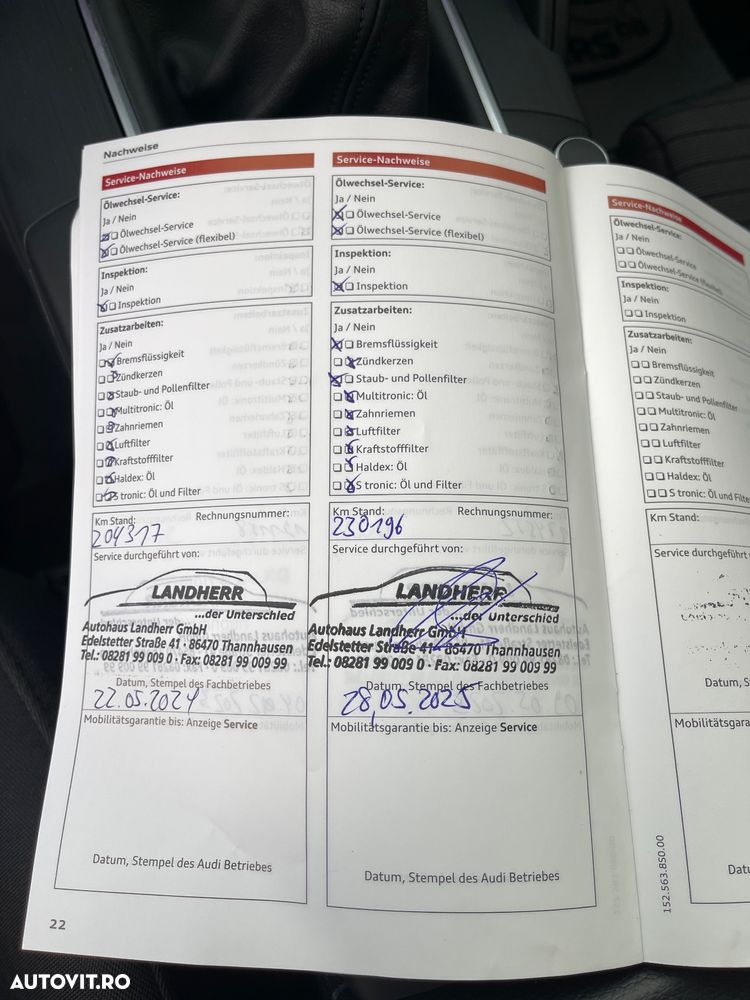 Nachweise
Service-Nachweise
Ölwechsel-Service:
Ja / Nein
Ölwechsel-Service
Ölwechsel-Service (flexibel)
Inspektion:
Ja / Nein
Inspektion
Zusatzarbeiten:
Ja / Nein
Bremsflüssigkeit
Zündkerzen
Staub- und Pollenfilter
Multitronic: Öl
Zahnriemen
Luftfilter
Kraftstofffilter
Haldex: Öl
S tronic: Öl und Filter
Km Stand: Rechnungsnummer:
204317
Service durchgeführt von:
LANDHERR
...der Unterschied
Autohaus Landherr GmbH
Edelstetter Straße 41 · 86470 Thannhausen
Tel.: 08281 99 009 0 · Fax: 08281 99 009 99
Datum, Stempel des Fachbetriebes
22.05.2024
Mobilitätsgarantie bis: Anzeige Service
Datum, Stempel des Audi Betriebes
22
Service-Nachweise
Ölwechsel-Service:
Ja / Nein
Ölwechsel-Service
Ölwechsel-Service (flexibel)
Inspektion:
Ja / Nein
Inspektion
Zusatzarbeiten:
Ja / Nein
Bremsflüssigkeit
Zündkerzen
Staub- und Pollenfilter
Multitronic: Öl
Zahnriemen
Luftfilter
Kraftstofffilter
Haldex: Öl
S tronic: Öl und Filter
Km Stand: Rechnungsnummer:
230196
Service durchgeführt von:
LANDHERR
...der Unterschied
Autohaus Landherr GmbH
Edelstetter Straße 41 · 86470 Thannhausen
Tel.: 08281 99 009 0 · Fax: 08281 99 009 99
Datum, Stempel des Fachbetriebes
28.05.2025
Mobilitätsgarantie bis: Anzeige Service
Datum, Stempel des Audi Betriebes
Service-Nachweise
Ölwechsel-Service:
Ja / Nein
Ölwechsel-Service
Ölwechsel-Service (flexibel)
Inspektion:
Ja / Nein
Inspektion
Zusatzarbeiten:
Ja / Nein
Bremsflüssigkeit
Zündkerzen
Staub- und Pollenfilter
Multitronic: Öl
Zahnriemen
Luftfilter
Kraftstofffilter
Haldex: Öl
S tronic: Öl und Filte
Km Stand:
Service durchgeführt v
Datum, S
Mobilitätsgara
Datu
152.563.850.00
AUTOVIT.RO